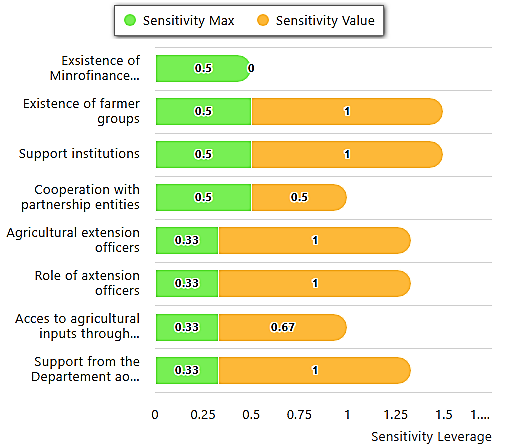 Sensitivity Max Sensitivity Value
Exsistence of
Minrofinance...
0.5 0
Existence of farmer
groups
0.5 1
Support institutions
0.5 1
Cooperation with
partnership entities
0.5 0.5
Agricultural extension
officers
0.33 1
Role of axtension
officers
0.33 1
Acces to agricultural
inputs through...
0.33 0.67
Support from the
Departement ao...
0.33 1
0 0.25 0.5 0.75 1 1.25 1.5 1....
Sensitivity Leverage